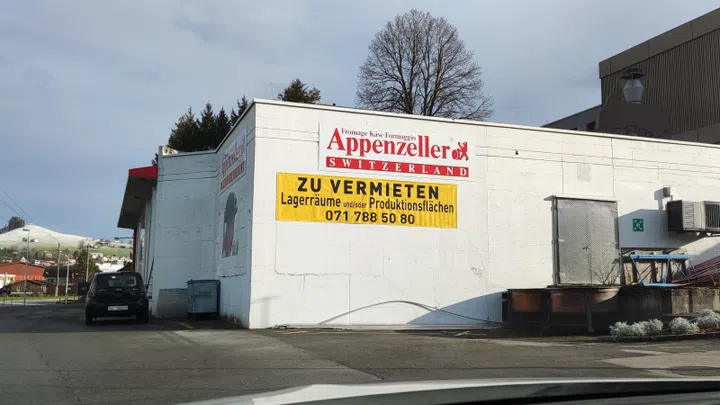 Fromage Käse Formaggio
Appenzeller
SWITZERLAND
ZU VERMIETEN
Lagerräume und/oder Produktionsflächen
071 788 50 80